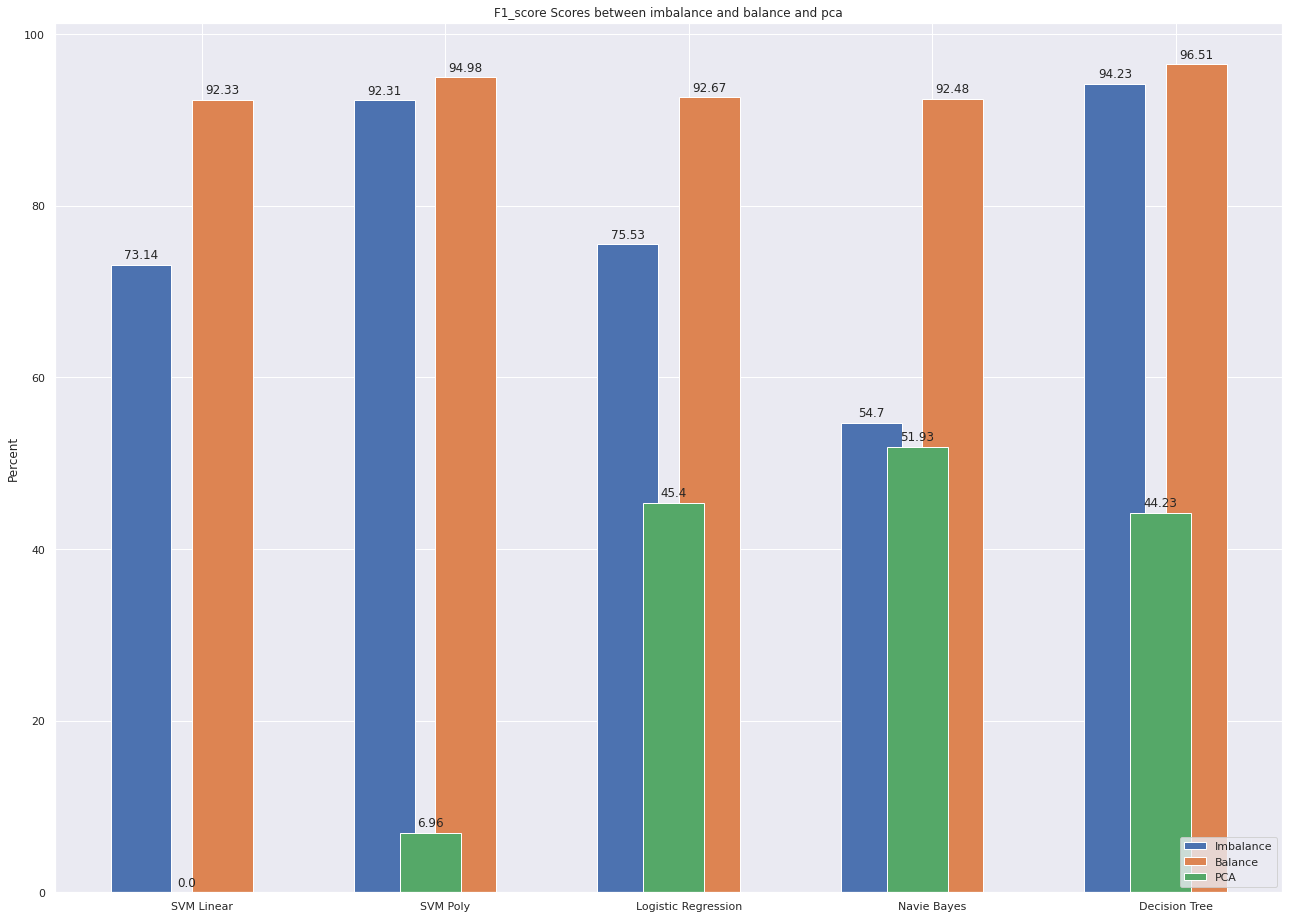 F1_score Scores between imbalance and balance and pca
Percent
100
80
60
40
20
0
73.14
0.0
92.33
92.31
6.96
94.98
75.53
45.4
92.67
54.7
51.93
92.48
94.23
44.23
96.51
SVM Linear
SVM Poly
Logistic Regression
Navie Bayes
Decision Tree
Imbalance
Balance
PCA